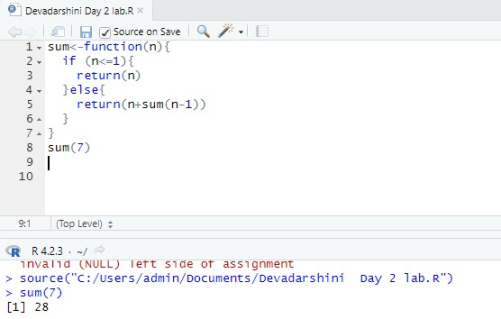 Devadarshini Day 2 lab.R
Source on Save
1 sum<-function(n){
2 if (n<=1){
3 return(n)
4 }else{
5 return(n+sum(n-1))
6 }
7 }
8 sum(7)
9
10
9:1 (Top Level)
R 4.2.3 · ~/
invalid (NULL) left side of assignment
> source("C:/Users/admin/Documents/Devadarshini  Day 2 lab.R")
> sum(7)
[1] 28